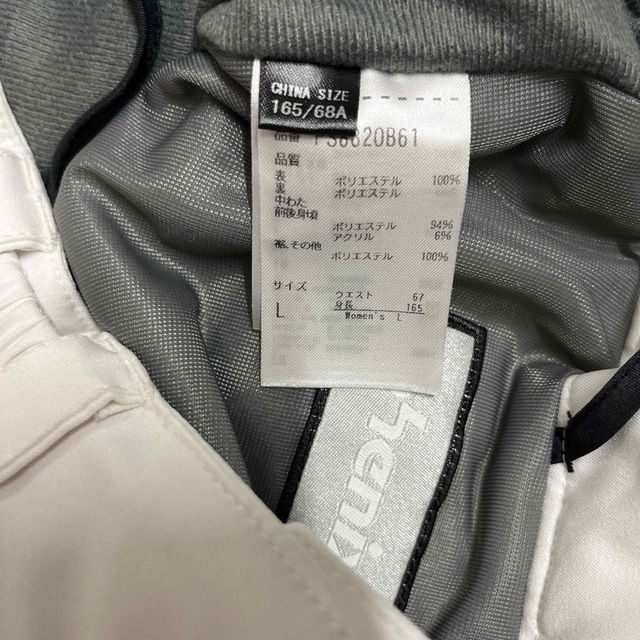 CHINA SIZE
165/68A
品番 PS8620B61
品質
表 ポリエステル 100%
裏 ポリエステル
中わた
前後身頃 ポリエステル 94%
アクリル 6%
裾、その他 ポリエステル 100%
サイズ
ウエスト 67
L 身長 165
Women's L
pheni